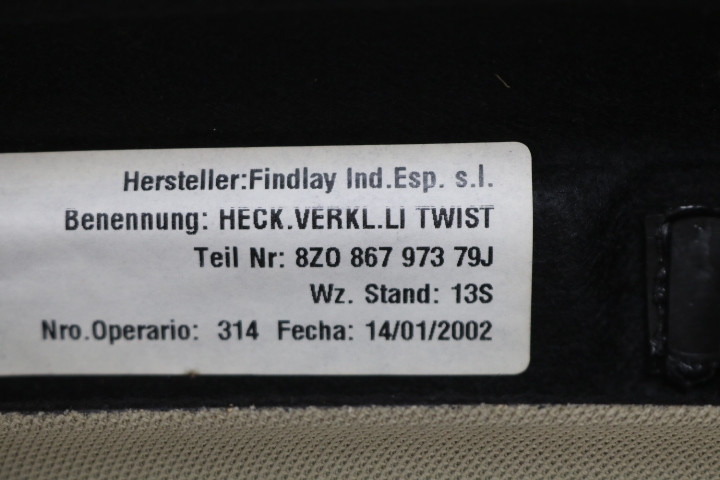 Hersteller:Findlay Ind.Esp. s.l.
Benennung: HECK.VERKL.LI TWIST
Teil Nr: 8Z0 867 973 79J
Wz. Stand: 13S
Nro.Operario: 314 Fecha: 14/01/2002